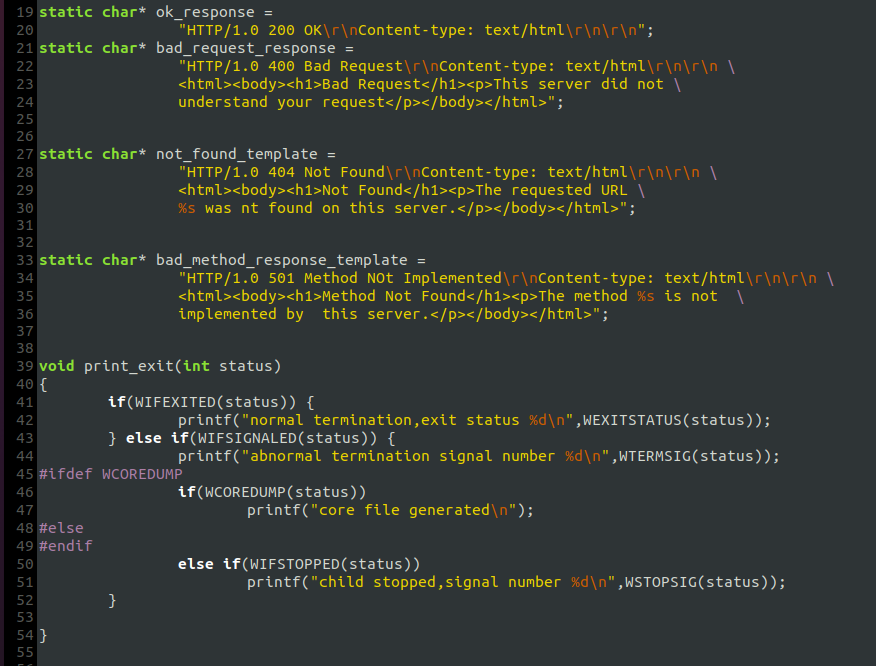 19 static char* ok_response =
20 "HTTP/1.0 200 OK\r\nContent-type: text/html\r\n\r\n";
21 static char* bad_request_response =
22 "HTTP/1.0 400 Bad Request\r\nContent-type: text/html\r\n\r\n \
23 <html><body><h1>Bad Request</h1><p>This server did not \
24 understand your request</p></body></html>";
25
26
27 static char* not_found_template =
28 "HTTP/1.0 404 Not Found\r\nContent-type: text/html\r\n\r\n \
29 <html><body><h1>Not Found</h1><p>The requested URL \
30 %s was nt found on this server.</p></body></html>";
31
32
33 static char* bad_method_response_template =
34 "HTTP/1.0 501 Method NOt Implemented\r\nContent-type: text/html\r\n\r\n \
35 <html><body><h1>Method Not Found</h1><p>The method %s is not  \
36 implemented by  this server.</p></body></html>";
37
38
39 void print_exit(int status)
40 {
41 if(WIFEXITED(status)) {
42 printf("normal termination,exit status %d\n",WEXITSTATUS(status));
43 } else if(WIFSIGNALED(status)) {
44 printf("abnormal termination signal number %d\n",WTERMSIG(status));
45 #ifdef WCOREDUMP
46 if(WCOREDUMP(status))
47 printf("core file generated\n");
48 #else
49 #endif
50 else if(WIFSTOPPED(status))
51 printf("child stopped,signal number %d\n",WSTOPSIG(status));
52 }
53
54 }
55